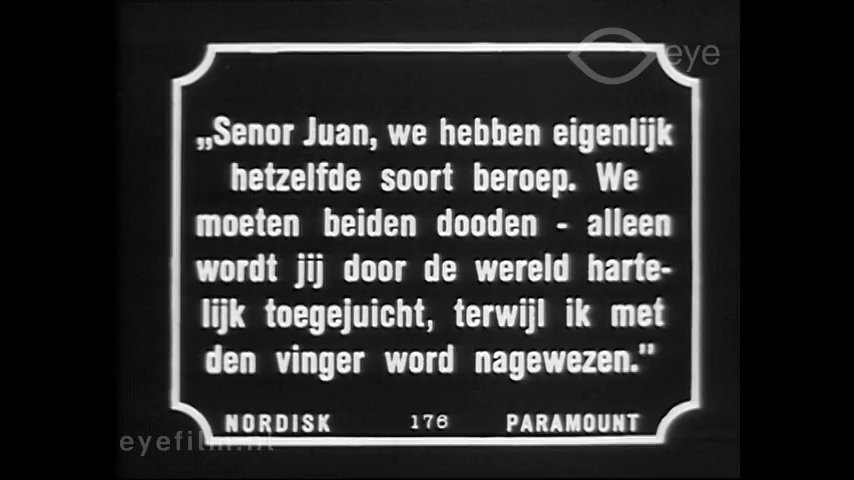 eye
„Senor Juan, we hebben eigenlijk
hetzelfde soort beroep. We
moeten beiden dooden - alleen
wordt jij door de wereld harte-
lijk toegejuicht, terwijl ik met
den vinger word nagewezen."
NORDISK 176 PARAMOUNT
eyefilm.nl